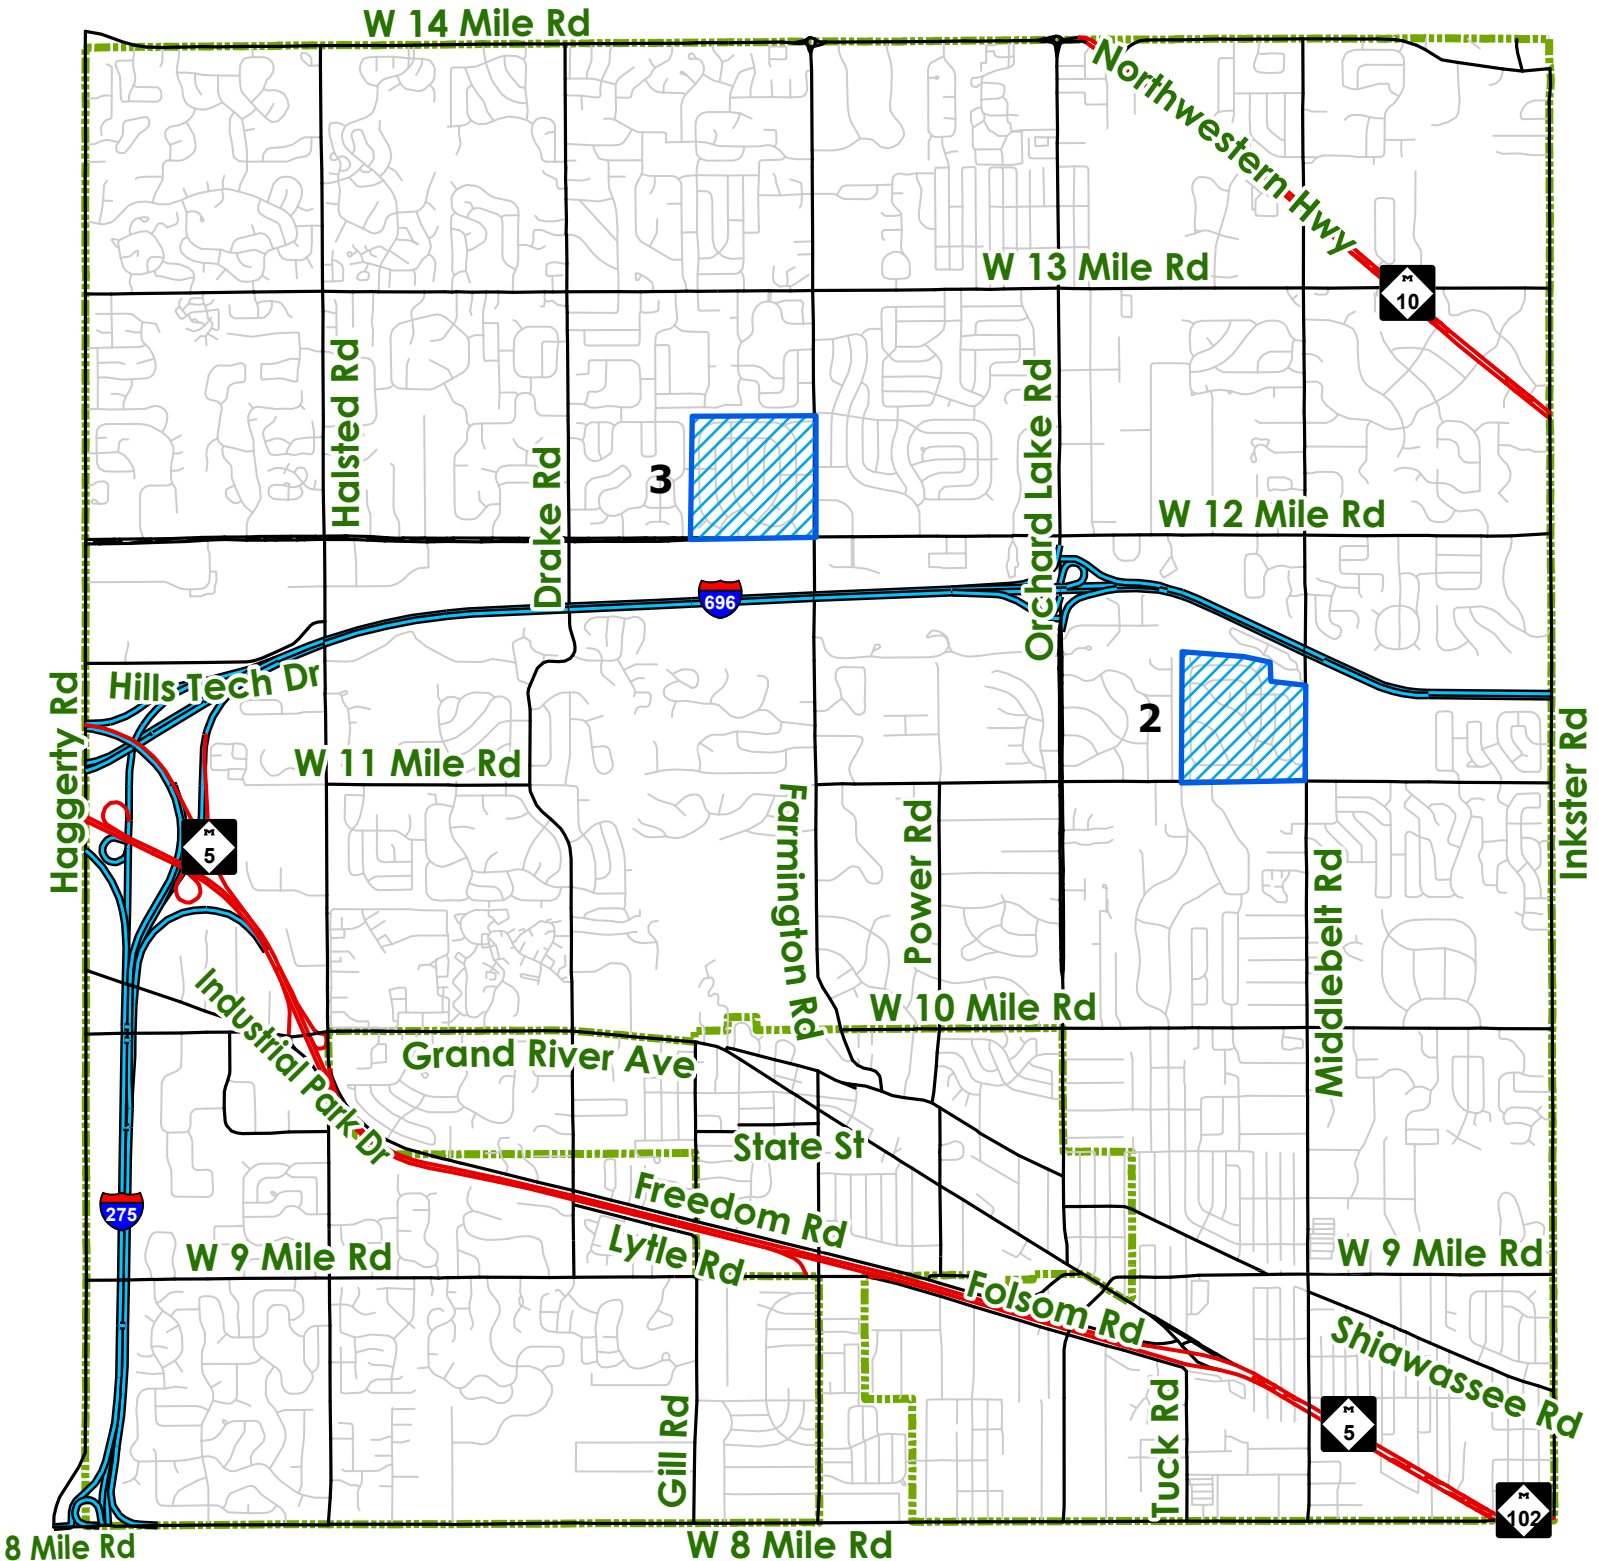 W 14 Mile Rd
Northwestern Hwy
W 13 Mile Rd
M
10
Halsted Rd
Orchard Lake Rd
Drake Rd
3
W 12 Mile Rd
696
Hills Tech Dr
Haggerty Rd
2
Inkster Rd
W 11 Mile Rd
Farmington Rd
Power Rd
M
5
Middlebelt Rd
Industrial Park Dr
W 10 Mile Rd
Grand River Ave
State St
Freedom Rd
275
Lytle Rd
W 9 Mile Rd
W 9 Mile Rd
Folsom Rd
Shiawassee Rd
Gill Rd
Tuck Rd
M
5
M
102
8 Mile Rd
W 8 Mile Rd